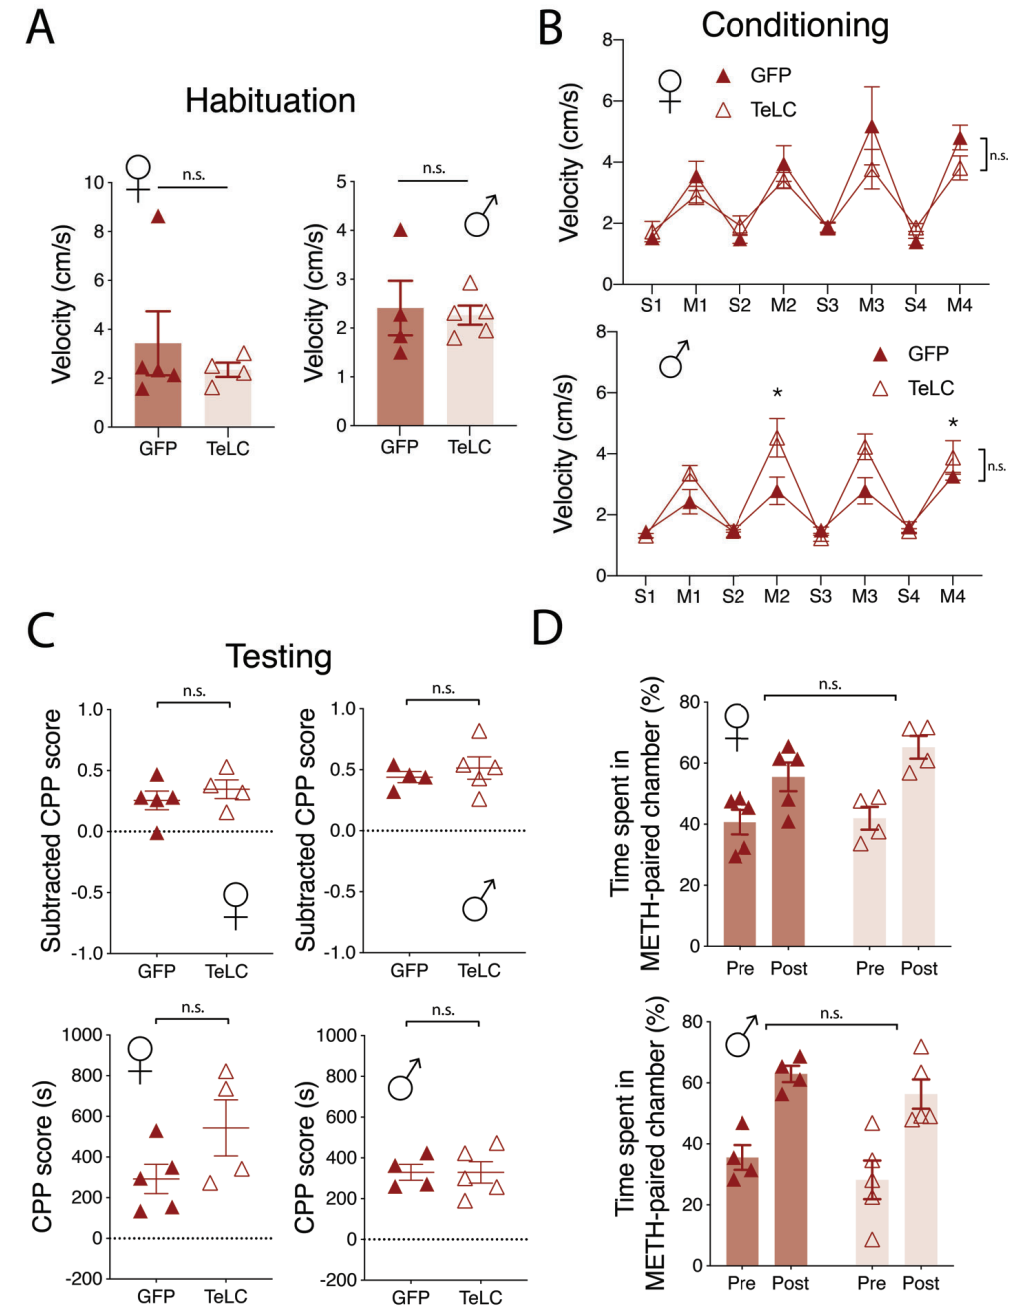 A
Habituation
♀
n.s.
10
8
6
4
2
0
Velocity (cm/s)
GFP
TeLC
n.s.
♂
5
4
3
2
1
0
Velocity (cm/s)
GFP
TeLC
B
Conditioning
♀
GFP
TeLC
8
6
4
2
0
Velocity (cm/s)
n.s.
S1 M1 S2 M2 S3 M3 S4 M4
♂
GFP
TeLC
8
6
4
2
0
Velocity (cm/s)
*
*
n.s.
S1 M1 S2 M2 S3 M3 S4 M4
C
Testing
n.s.
1.0
0.5
0.0
-0.5
-1.0
Subtracted CPP score
♀
GFP
TeLC
n.s.
1.0
0.5
0.0
-0.5
-1.0
Subtracted CPP score
♂
GFP
TeLC
n.s.
♀
1000
800
600
400
200
0
-200
CPP score (s)
GFP
TeLC
n.s.
♂
1000
800
600
400
200
0
-200
CPP score (s)
GFP
TeLC
D
n.s.
♀
80
60
40
20
0
Time spent in
METH-paired chamber (%)
Pre Post Pre Post
n.s.
♂
80
60
40
20
0
Time spent in
METH-paired chamber (%)
Pre Post Pre Post